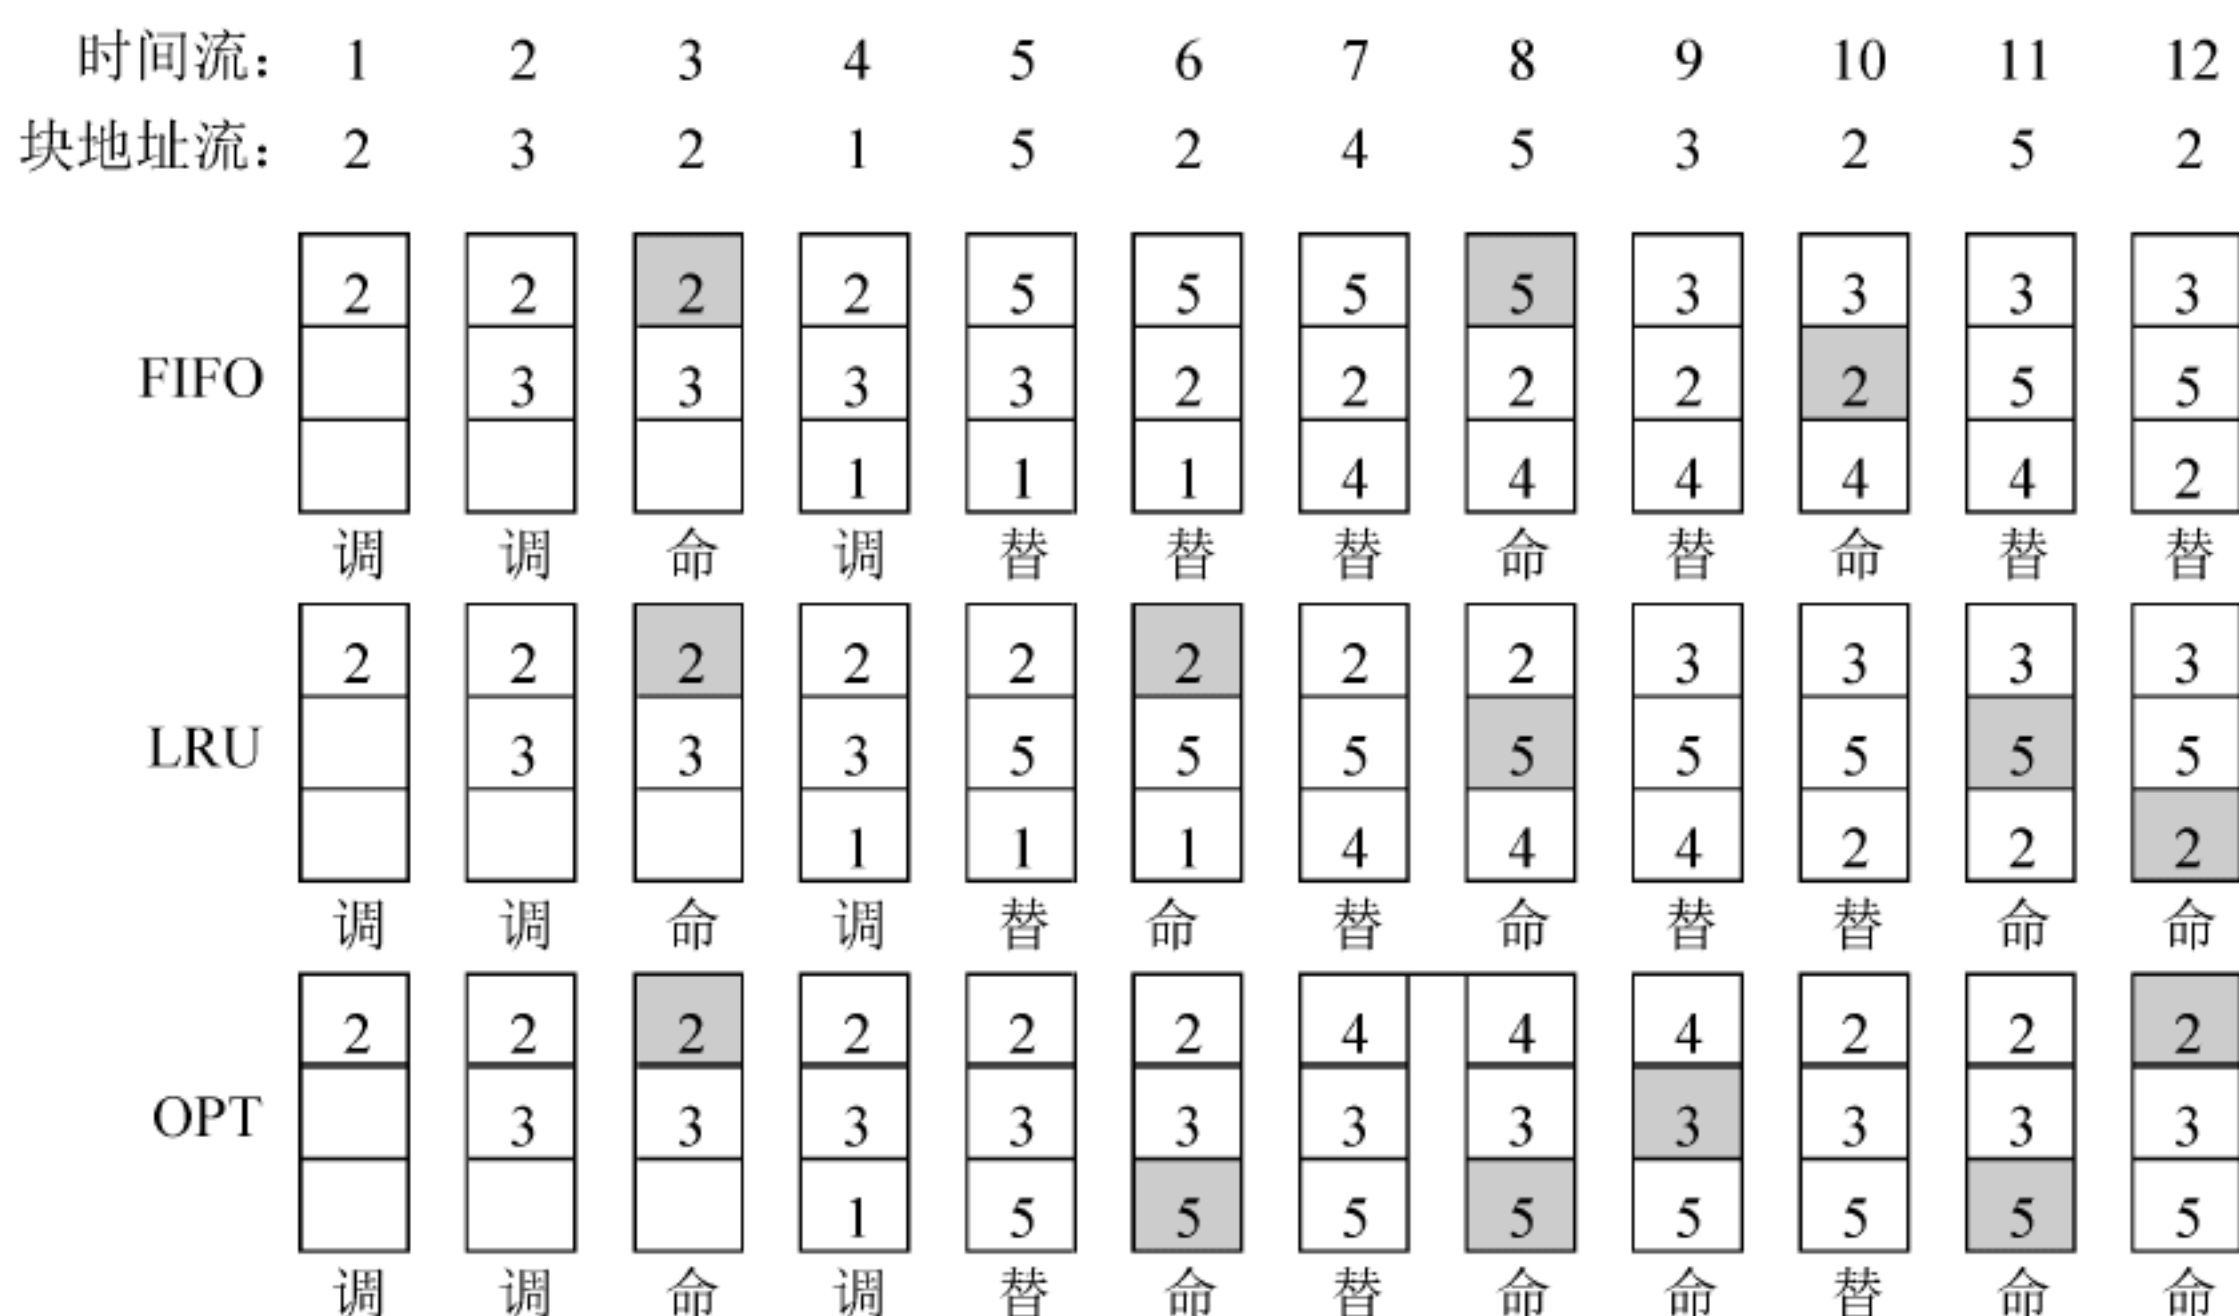 时间流： 1 2 3 4 5 6 7 8 9 10 11 12
块地址流： 2 3 2 1 5 2 4 5 3 2 5 2
2 2 2 2 5 5 5 5 3 3 3 3
FIFO 3 3 3 3 2 2 2 2 2 5 5
1 1 1 4 4 4 4 4 2
调 调 命 调 替 替 替 命 替 命 替 替
2 2 2 2 2 2 2 2 3 3 3 3
LRU 3 3 3 5 5 5 5 5 5 5 5
1 1 1 4 4 4 2 2 2
调 调 命 调 替 命 替 命 替 替 命 命
2 2 2 2 2 2 4 4 4 2 2 2
OPT 3 3 3 3 3 3 3 3 3 3 3
1 5 5 5 5 5 5 5 5
调 调 命 调 替 命 替 命 命 替 命 命